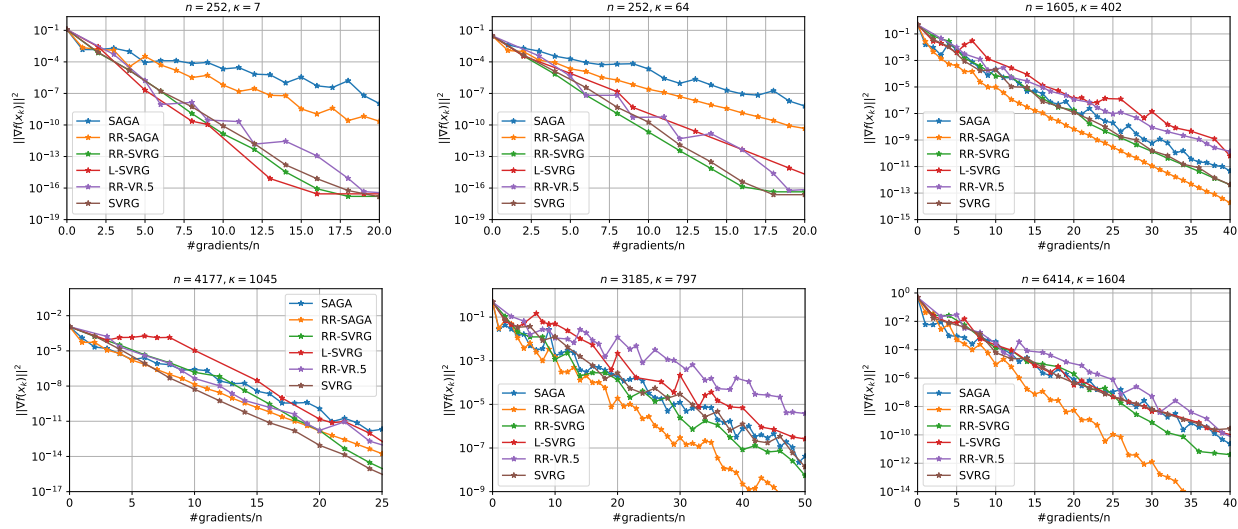 n = 252, κ = 7
||∇f(x_k)||²
10⁻¹
10⁻⁴
10⁻⁷
10⁻¹⁰
10⁻¹³
10⁻¹⁶
10⁻¹⁹
SAGA
RR-SAGA
RR-SVRG
L-SVRG
RR-VR.5
SVRG
0.0 2.5 5.0 7.5 10.0 12.5 15.0 17.5 20.0
#gradients/n
n = 252, κ = 64
||∇f(x_k)||²
10⁻¹
10⁻⁴
10⁻⁷
10⁻¹⁰
10⁻¹³
10⁻¹⁶
10⁻¹⁹
SAGA
RR-SAGA
RR-SVRG
L-SVRG
RR-VR.5
SVRG
0.0 2.5 5.0 7.5 10.0 12.5 15.0 17.5 20.0
#gradients/n
n = 1605, κ = 402
||∇f(x_k)||²
10⁻¹
10⁻³
10⁻⁵
10⁻⁷
10⁻⁹
10⁻¹¹
10⁻¹³
10⁻¹⁵
SAGA
RR-SAGA
RR-SVRG
L-SVRG
RR-VR.5
SVRG
0 5 10 15 20 25 30 35 40
#gradients/n
n = 4177, κ = 1045
||∇f(x_k)||²
10⁻²
10⁻⁵
10⁻⁸
10⁻¹¹
10⁻¹⁴
10⁻¹⁷
SAGA
RR-SAGA
RR-SVRG
L-SVRG
RR-VR.5
SVRG
0 5 10 15 20 25
#gradients/n
n = 3185, κ = 797
||∇f(x_k)||²
10⁻¹
10⁻³
10⁻⁵
10⁻⁷
10⁻⁹
SAGA
RR-SAGA
RR-SVRG
L-SVRG
RR-VR.5
SVRG
0 10 20 30 40 50
#gradients/n
n = 6414, κ = 1604
||∇f(x_k)||²
10⁰
10⁻²
10⁻⁴
10⁻⁶
10⁻⁸
10⁻¹⁰
10⁻¹²
10⁻¹⁴
SAGA
RR-SAGA
RR-SVRG
L-SVRG
RR-VR.5
SVRG
0 5 10 15 20 25 30 35 40
#gradients/n